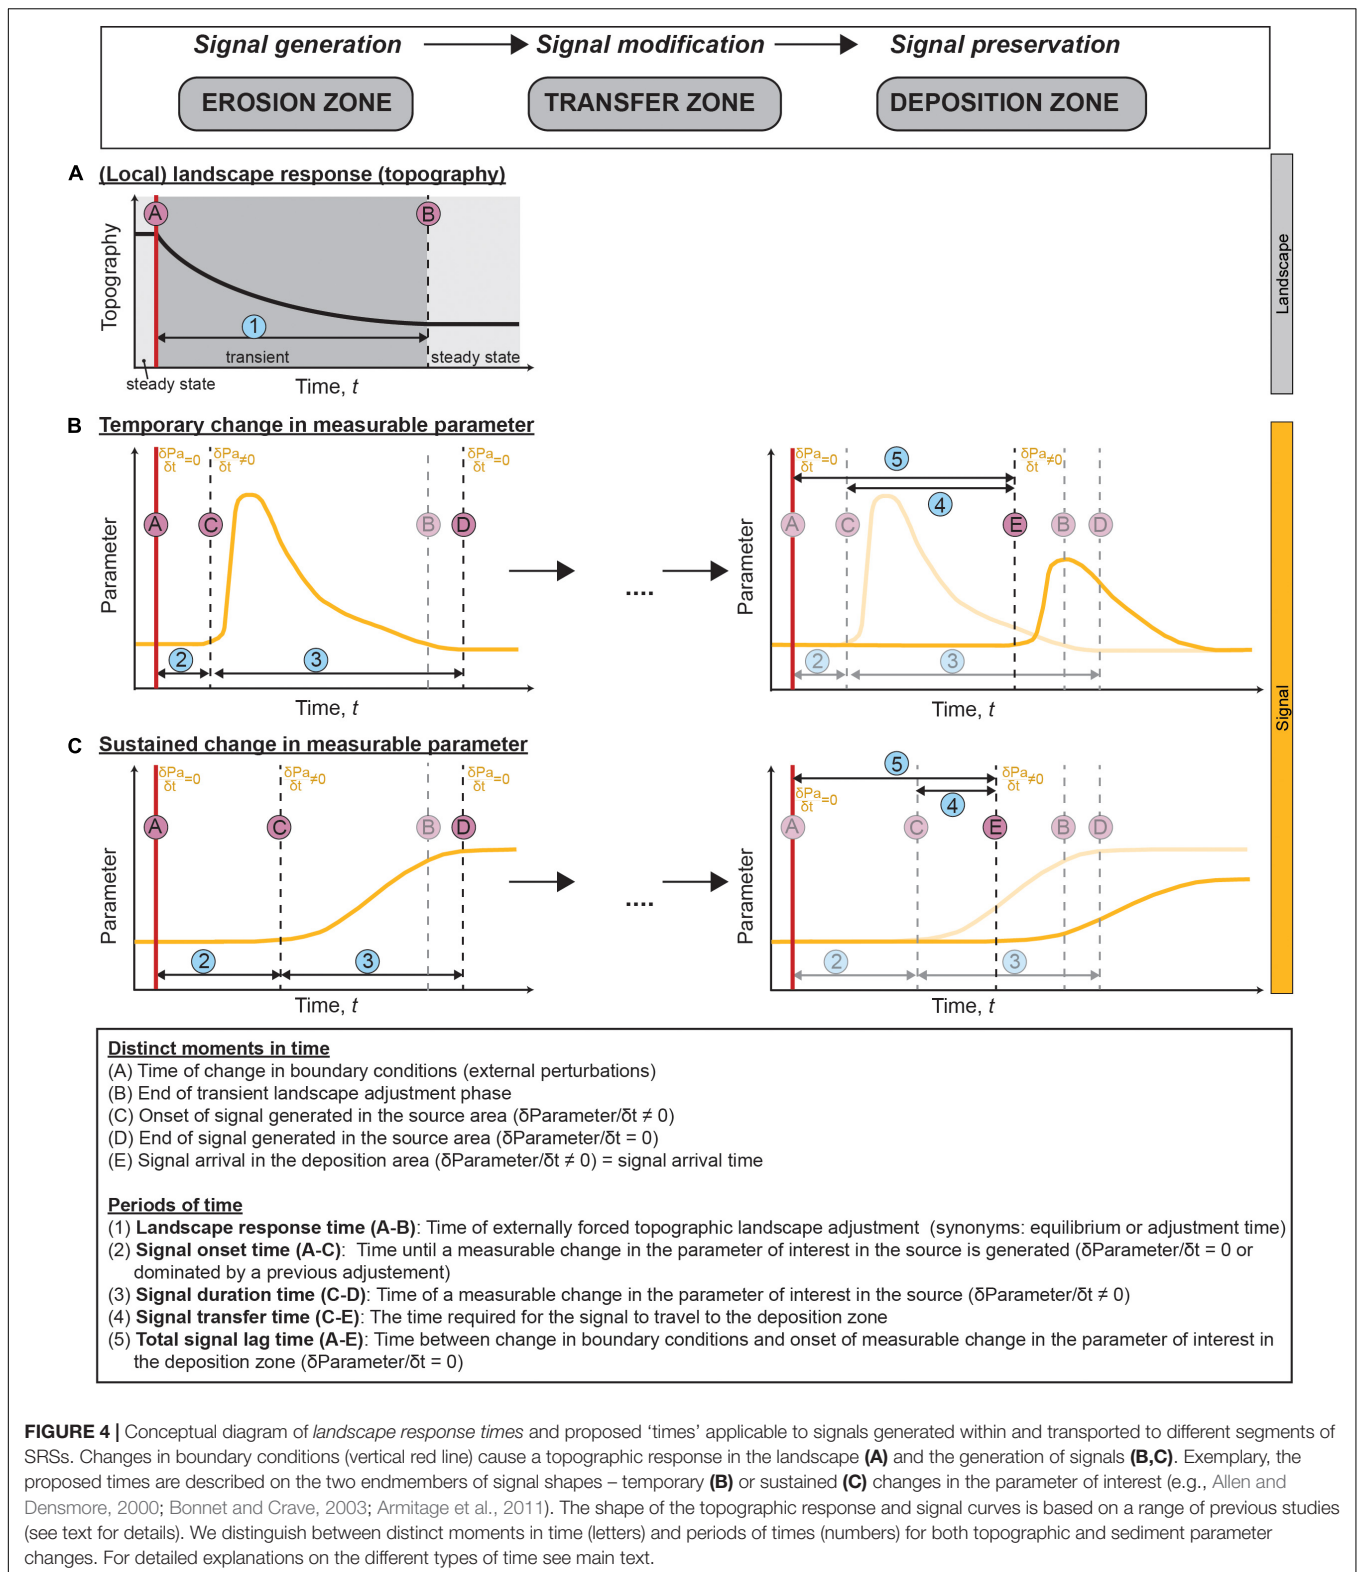 Signal generation
Signal modification
Signal preservation
EROSION ZONE
TRANSFER ZONE
DEPOSITION ZONE
A (Local) landscape response (topography)
A
B
Topography
1
transient
steady state
steady state
Time, t
Landscape
B Temporary change in measurable parameter
δPa/δt=0
δPa/δt≠0
δPa/δt=0
A
C
B
D
Parameter
2
3
Time, t
....
δPa/δt=0
5
δPa/δt≠0
4
A
C
E
B
D
Parameter
2
3
Time, t
Signal
C Sustained change in measurable parameter
δPa/δt=0
δPa/δt≠0
δPa/δt=0
A
C
B
D
Parameter
2
3
Time, t
....
5
δPa/δt≠0
δPa/δt=0
4
A
C
E
B
D
Parameter
2
3
Time, t
Distinct moments in time
(A) Time of change in boundary conditions (external perturbations)
(B) End of transient landscape adjustment phase
(C) Onset of signal generated in the source area (δParameter/δt ≠ 0)
(D) End of signal generated in the source area (δParameter/δt = 0)
(E) Signal arrival in the deposition area (δParameter/δt ≠ 0) = signal arrival time
Periods of time
(1) Landscape response time (A-B): Time of externally forced topographic landscape adjustment (synonyms: equilibrium or adjustment time)
(2) Signal onset time (A-C): Time until a measurable change in the parameter of interest in the source is generated (δParameter/δt = 0 or
dominated by a previous adjustement)
(3) Signal duration time (C-D): Time of a measurable change in the parameter of interest in the source (δParameter/δt ≠ 0)
(4) Signal transfer time (C-E): The time required for the signal to travel to the deposition zone
(5) Total signal lag time (A-E): Time between change in boundary conditions and onset of measurable change in the parameter of interest in
the deposition zone (δParameter/δt = 0)
FIGURE 4 | Conceptual diagram of landscape response times and proposed ‘times’ applicable to signals generated within and transported to different segments of
SRSs. Changes in boundary conditions (vertical red line) cause a topographic response in the landscape (A) and the generation of signals (B,C). Exemplary, the
proposed times are described on the two endmembers of signal shapes – temporary (B) or sustained (C) changes in the parameter of interest (e.g., Allen and
Densmore, 2000; Bonnet and Crave, 2003; Armitage et al., 2011). The shape of the topographic response and signal curves is based on a range of previous studies
(see text for details). We distinguish between distinct moments in time (letters) and periods of times (numbers) for both topographic and sediment parameter
changes. For detailed explanations on the different types of time see main text.